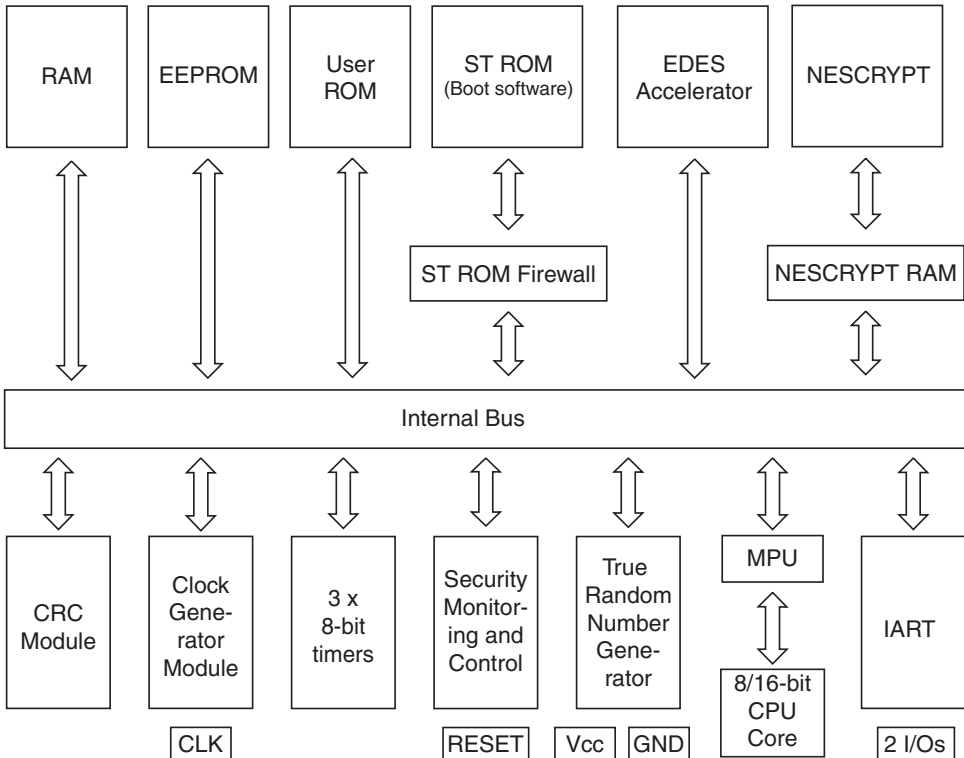 RAM
EEPROM
User
ROM
ST ROM
(Boot software)
EDES
Accelerator
NESCRYPT
ST ROM Firewall
NESCRYPT RAM
Internal Bus
CRC
Module
Clock
Gene-
rator
Module
3 x
8-bit
timers
Security
Monitor-
ing and
Control
True
Random
Number
Gene-
rator
MPU
8/16-bit
CPU
Core
IART
CLK
RESET
Vcc
GND
2 I/Os